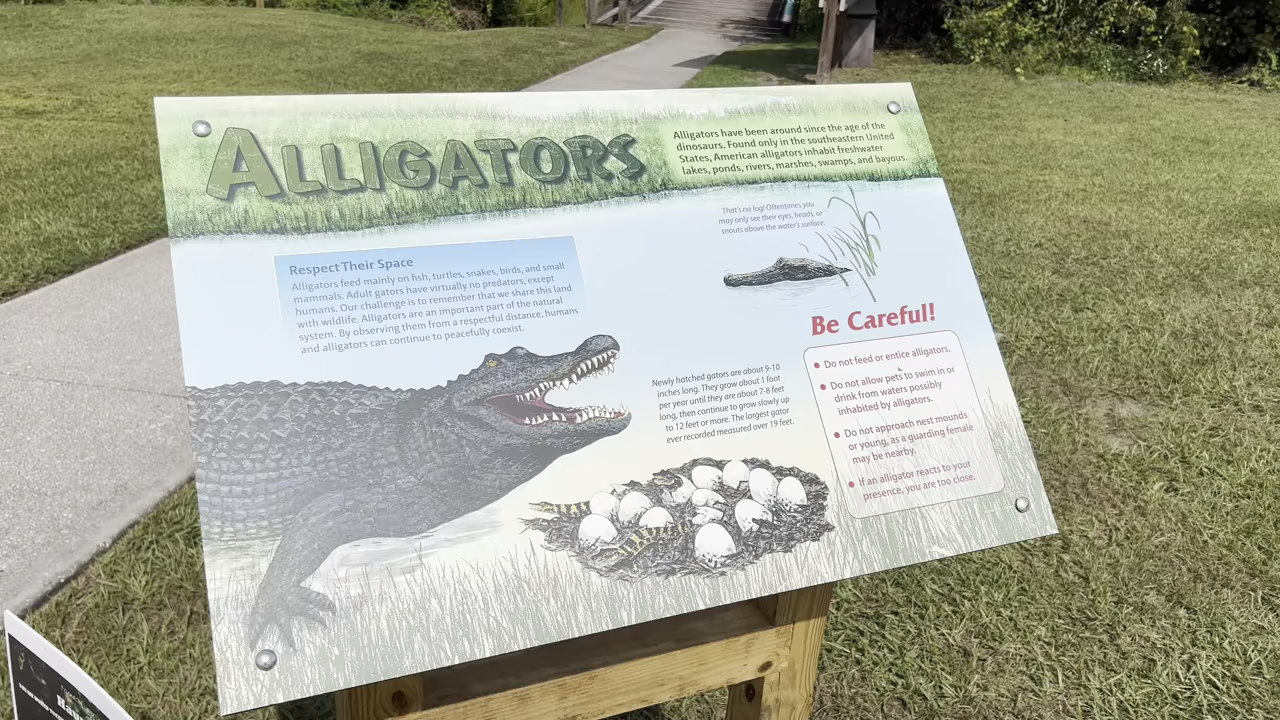 ALLIGATORS
Alligators have been around since the age of the
dinosaurs. Found only in the southeastern United
States, American alligators inhabit freshwater
lakes, ponds, rivers, marshes, swamps, and bayous.
That's no log! Oftentimes you
may only see their eyes, heads, or
snouts above the water's surface.
Respect Their Space
Alligators feed mainly on fish, turtles, snakes, birds, and small
mammals. Adult gators have virtually no predators, except
humans. Our challenge is to remember that we share this land
with wildlife. Alligators are an important part of the natural
system. By observing them from a respectful distance, humans
and alligators can continue to peacefully coexist.
Newly hatched gators are about 9-10
inches long. They grow about 1 foot
per year until they are about 7-8 feet
long, then continue to grow slowly up
to 12 feet or more. The largest gator
ever recorded measured over 19 feet.
Be Careful!
• Do not feed or entice alligators.
• Do not allow pets to swim in or
drink from waters possibly
inhabited by alligators.
• Do not approach nest mounds
or young, as a guarding female
may be nearby.
• If an alligator reacts to your
presence, you are too close.